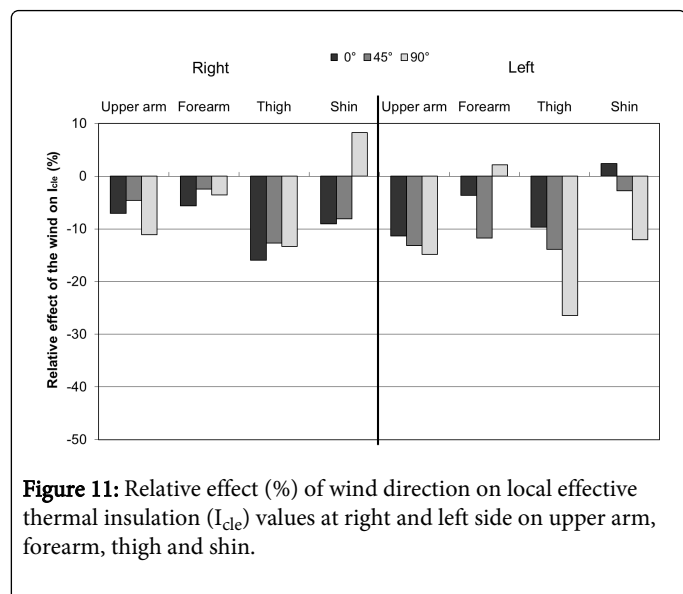 0° 45° 90°
Right Left
Upper arm Forearm Thigh Shin Upper arm Forearm Thigh Shin
Relative effect of the wind on Icle (%)
10
0
-10
-20
-30
-40
-50
Figure 11: Relative effect (%) of wind direction on local effective
thermal insulation (Icle) values at right and left side on upper arm,
forearm, thigh and shin.